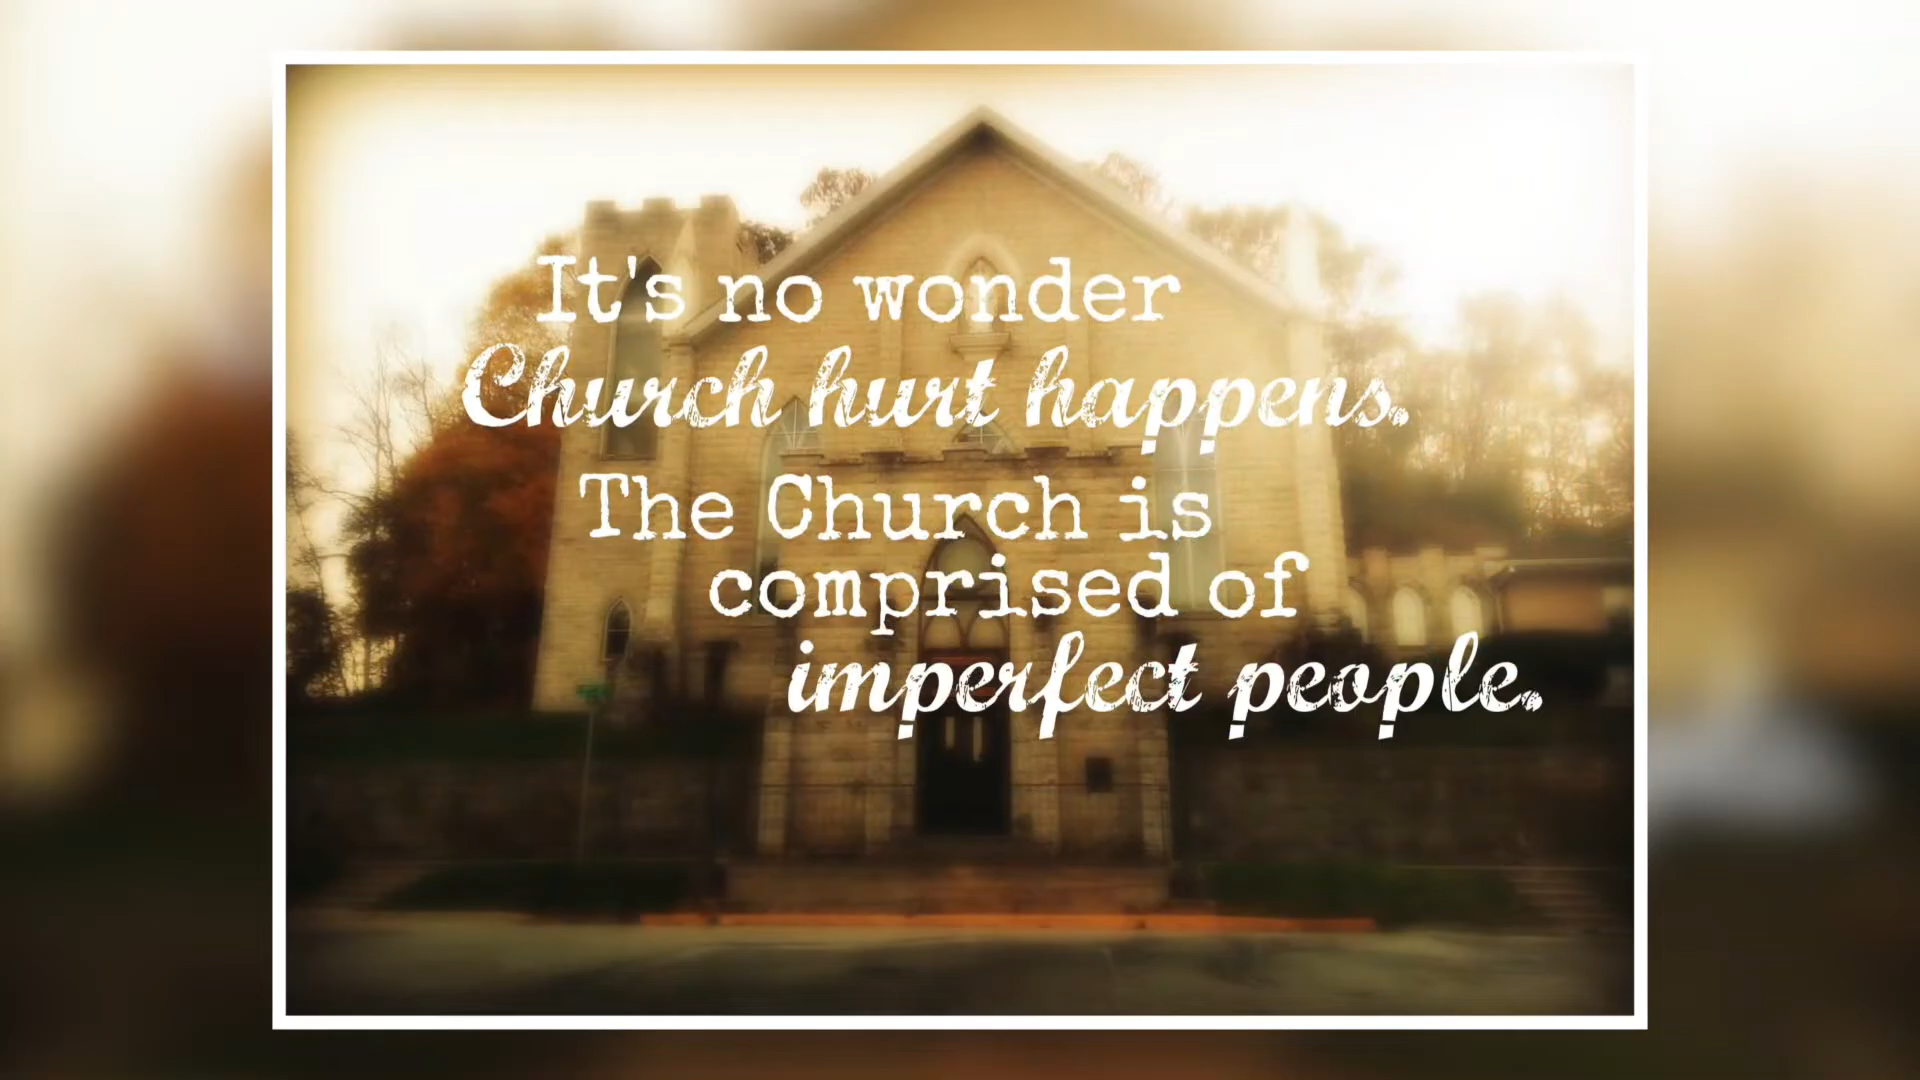 It's no wonder
Church hurt happens.
The Church is
comprised of
imperfect people.